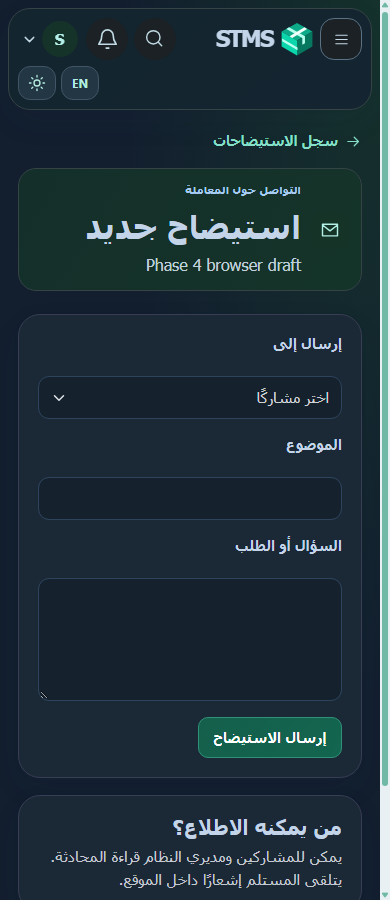 STMS
S
EN
سجل الاستيضاحات
التواصل حول المعاملة
استيضاح جديد
Phase 4 browser draft
إرسال إلى
اختر مشاركًا
الموضوع
السؤال أو الطلب
إرسال الاستيضاح
من يمكنه الاطلاع؟
يمكن للمشاركين ومديري النظام قراءة المحادثة.
يتلقى المستلم إشعارًا داخل الموقع.